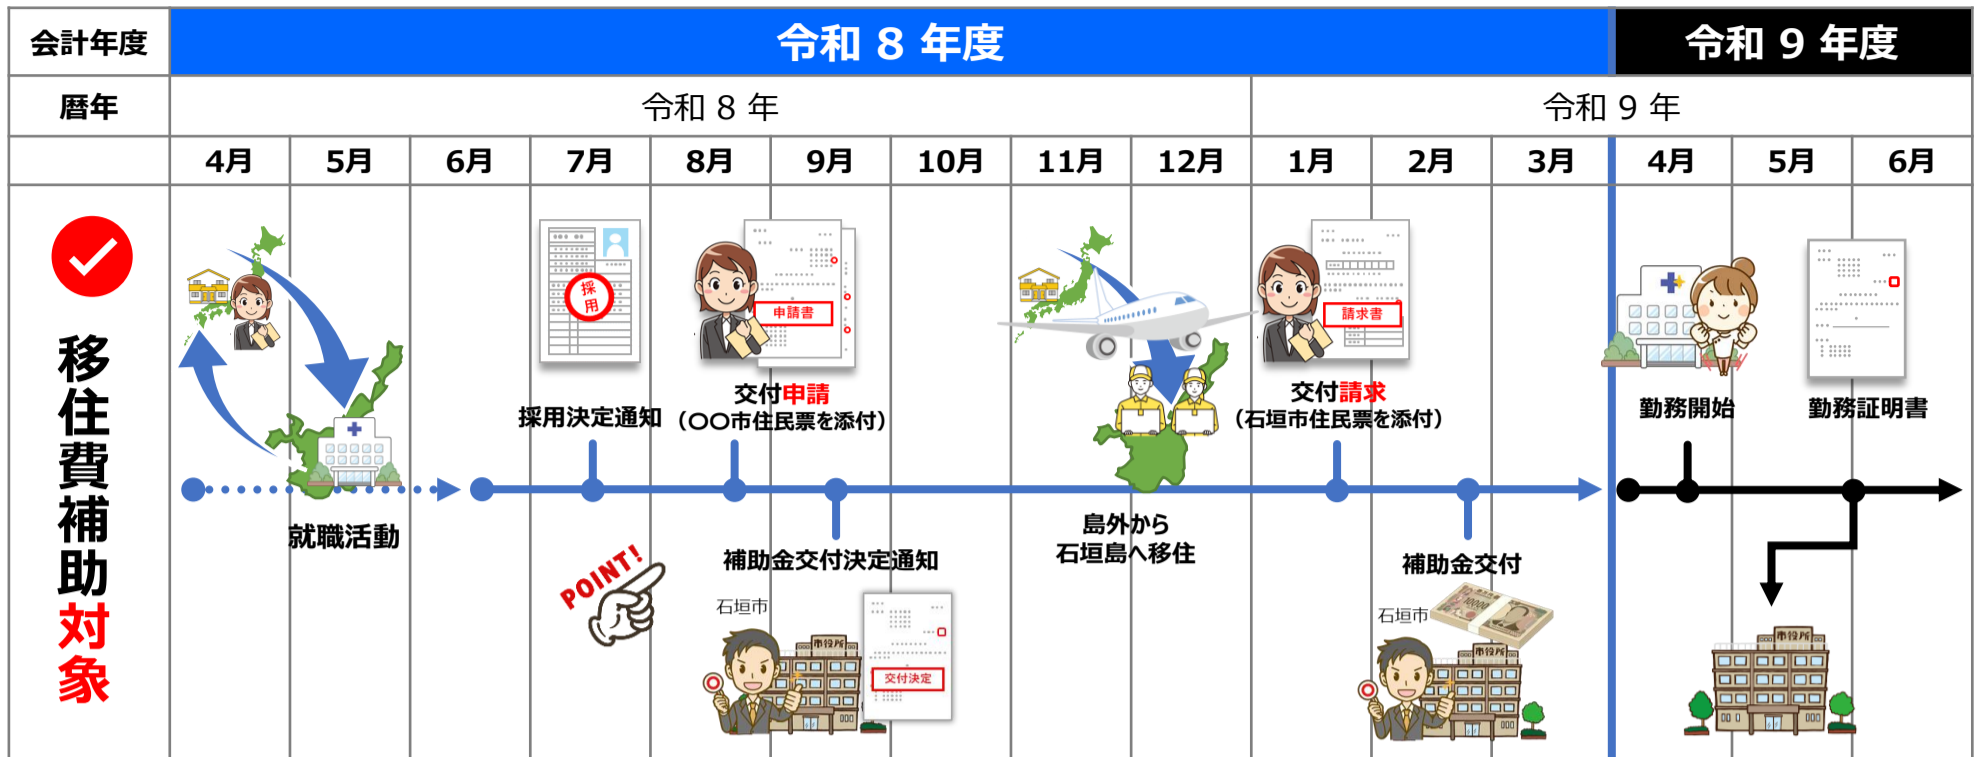 会計年度
令和 8 年度
令和 9 年度
暦年
令和 8 年
令和 9 年
4月
5月
6月
7月
8月
9月
10月
11月
12月
1月
2月
3月
4月
5月
6月
移住費補助対象
就職活動
採用
採用決定通知
申請書
交付申請
（〇〇市住民票を添付）
POINT!
補助金交付決定通知
石垣市
市役所
交付決定
島外から
石垣島へ移住
請求書
交付請求
（石垣市住民票を添付）
補助金交付
石垣市
10000
市役所
勤務開始
勤務証明書
市役所